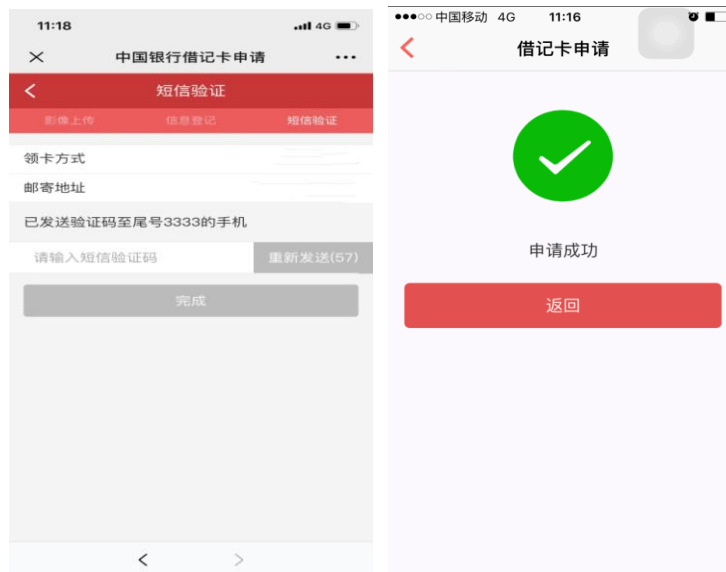 11:18
4G
中国银行借记卡申请
短信验证
影像上传
信息登记
短信验证
领卡方式
邮寄地址
已发送验证码至尾号3333的手机
请输入短信验证码
重新发送(57)
完成
中国移动 4G 11:16
借记卡申请
申请成功
返回